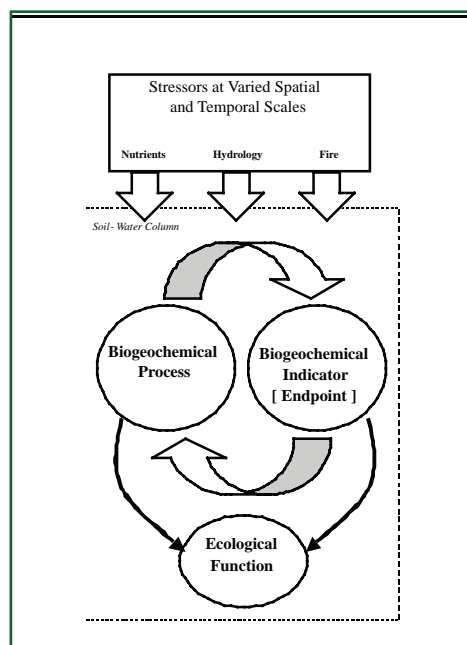 Stressors at Varied Spatial
and Temporal Scales
Nutrients Hydrology Fire
Soil- Water Column
Biogeochemical
Process
Biogeochemical
Indicator
[ Endpoint ]
Ecological
Function